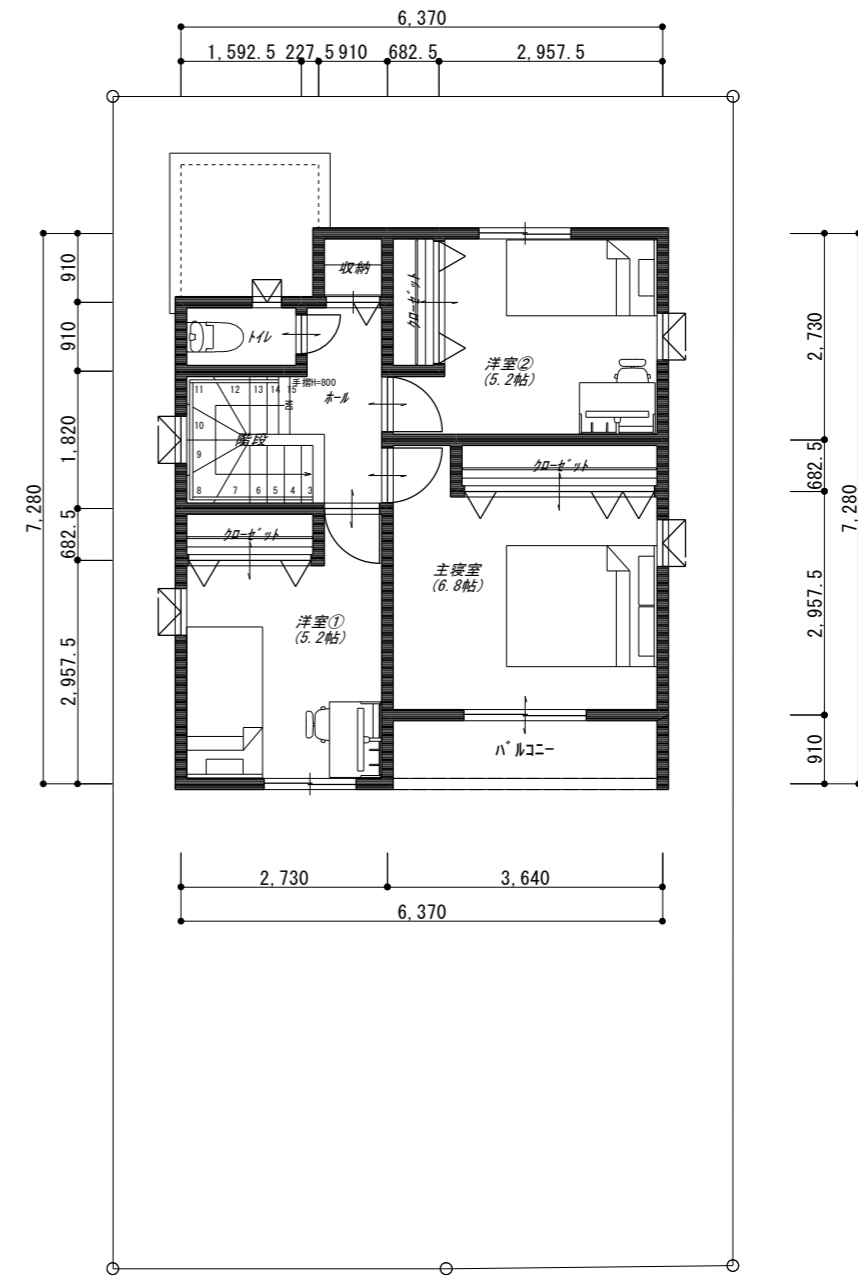 6,370
1,592.5 227.5 910 682.5 2,957.5
910
収納
クローゼット
910
トイレ
洋室②
(5.2帖)
2,730
手摺H=800
ホール
11 12 13 14 15
DN
10
階段
9
8 7 6 5 4 3
1,820
クローゼット
682.5
7,280
7,280
682.5
クローゼット
主寝室
(6.8帖)
洋室①
(5.2帖)
2,957.5
2,957.5
バルコニー
910
2,730 3,640
6,370